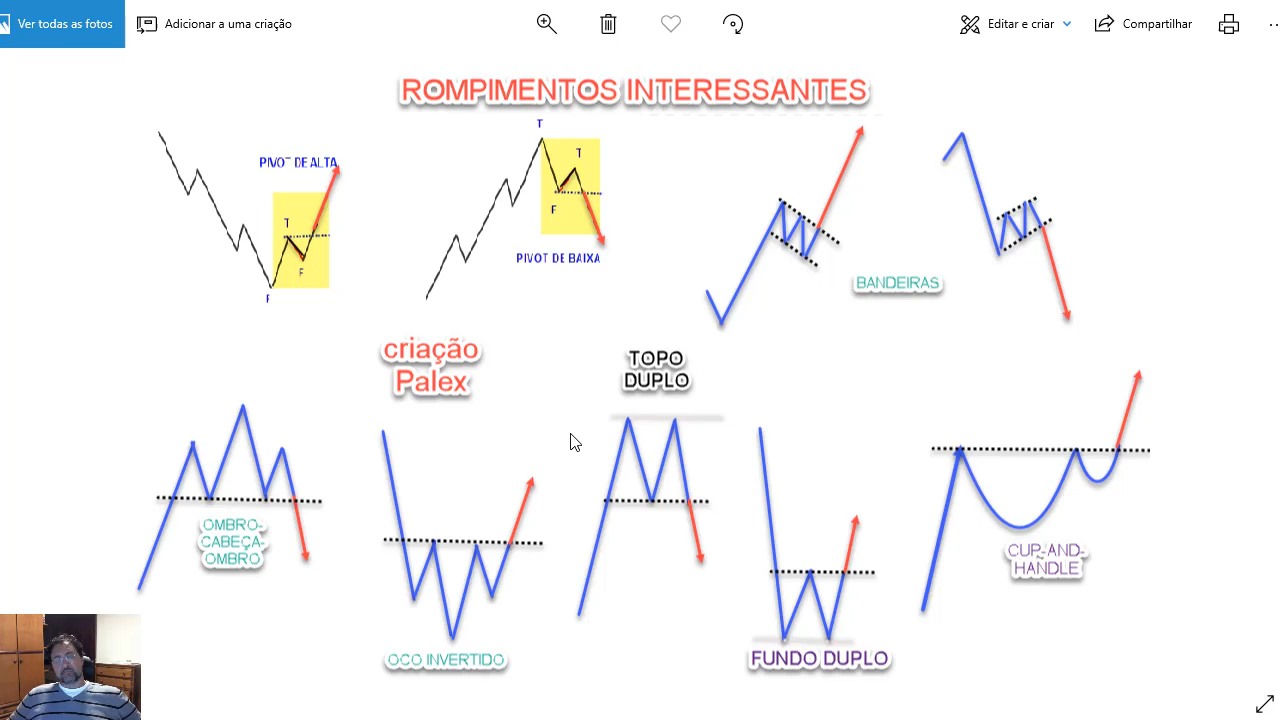 Ver todas as fotos
Adicionar a uma criação
Editar e criar
Compartilhar
ROMPIMENTOS INTERESSANTES
PIVOT DE ALTA
T
F
F
T
T
F
PIVOT DE BAIXA
BANDEIRAS
criação
Palex
TOPO
DUPLO
OMBRO-
CABEÇA-
OMBRO
OCO INVERTIDO
FUNDO DUPLO
CUP-AND-
HANDLE